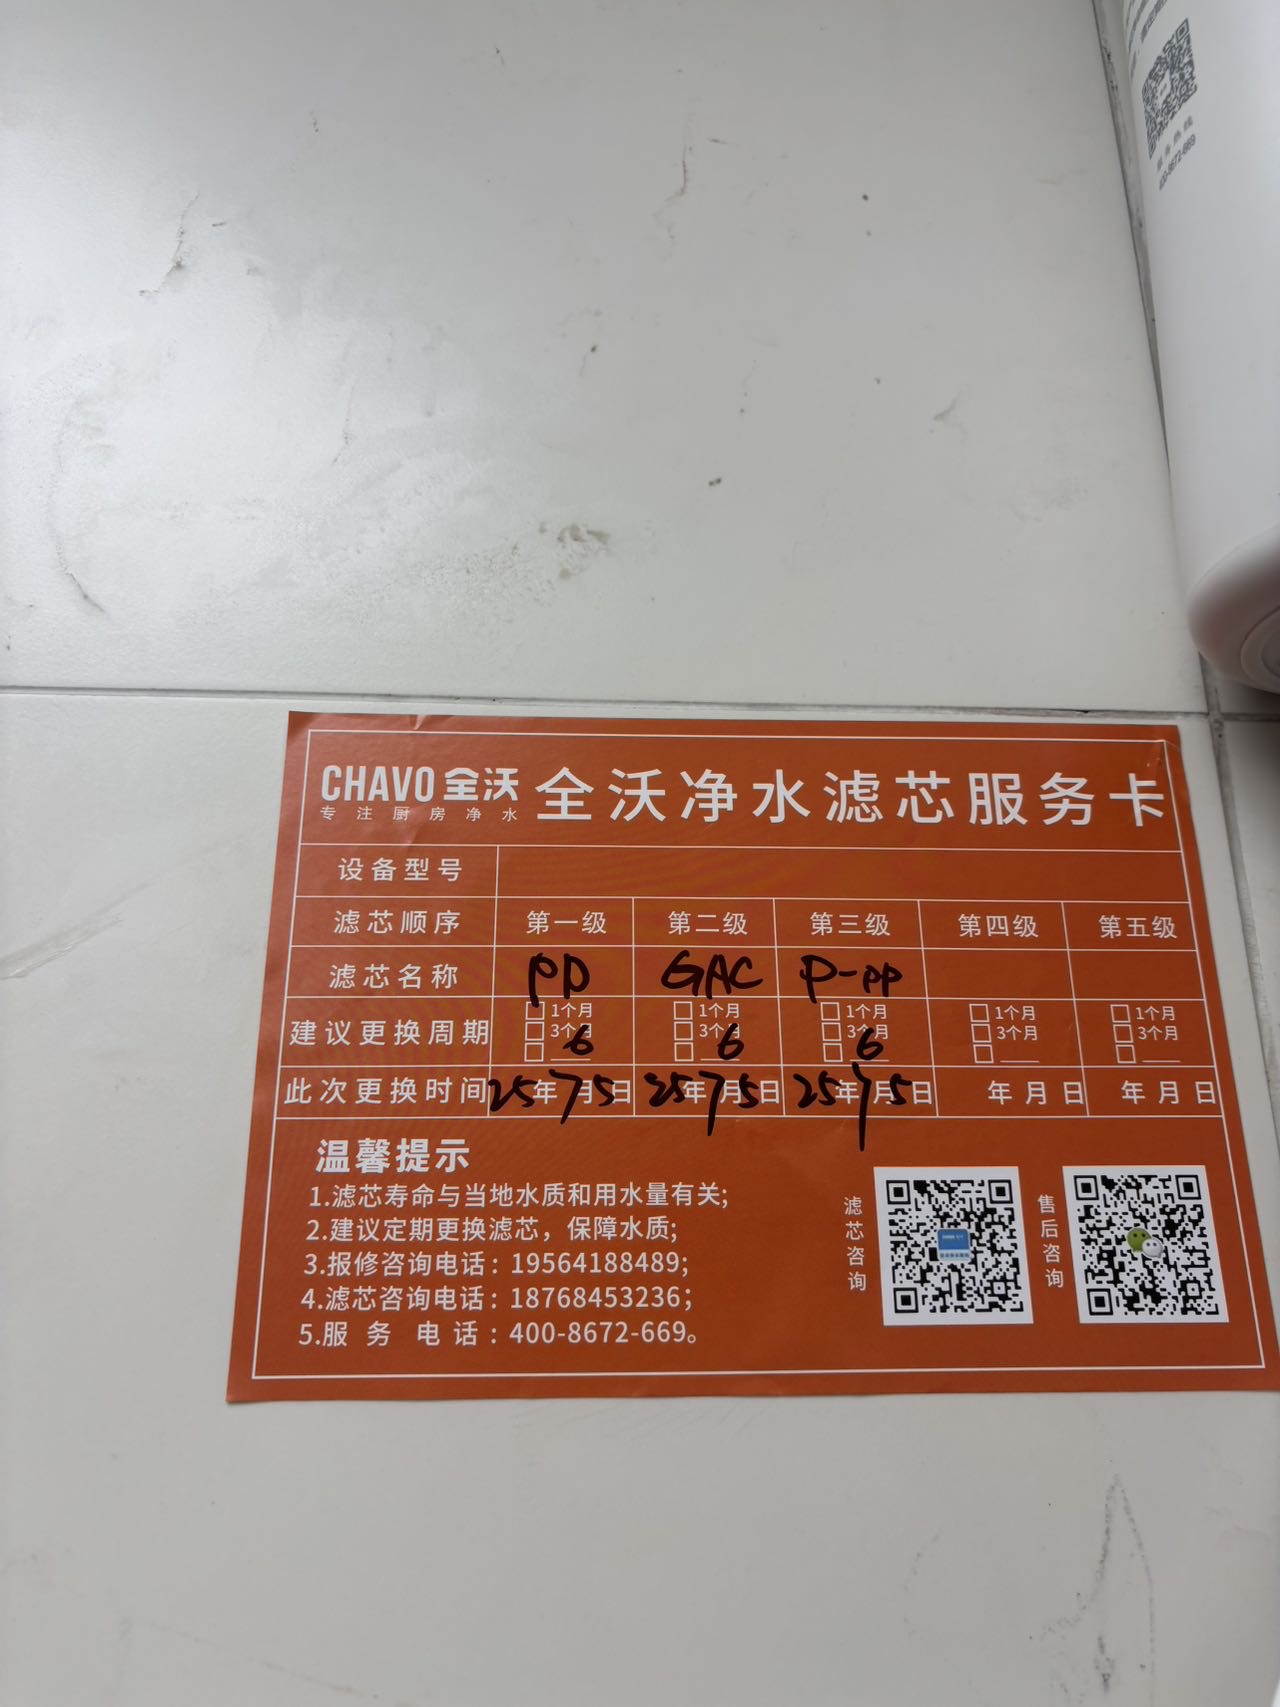 400-8672-669
CHAVO 全沃
专注厨房净水
全沃净水滤芯服务卡
设备型号
滤芯顺序 第一级 第二级 第三级 第四级 第五级
滤芯名称 PP GAC P-PP
建议更换周期 □1个月 □1个月 □1个月 □1个月 □1个月
□3个月 □3个月 □3个月 □3个月 □3个月
□ 6 □ 6 □ 6 □ □
此次更换时间 25年7月5日 25年7月5日 25年7月5日 年月日 年月日
温馨提示
1.滤芯寿命与当地水质和用水量有关;
2.建议定期更换滤芯，保障水质;
3.报修咨询电话: 19564188489;
4.滤芯咨询电话: 18768453236;
5.服务电话: 400-8672-669。
滤芯咨询
售后咨询